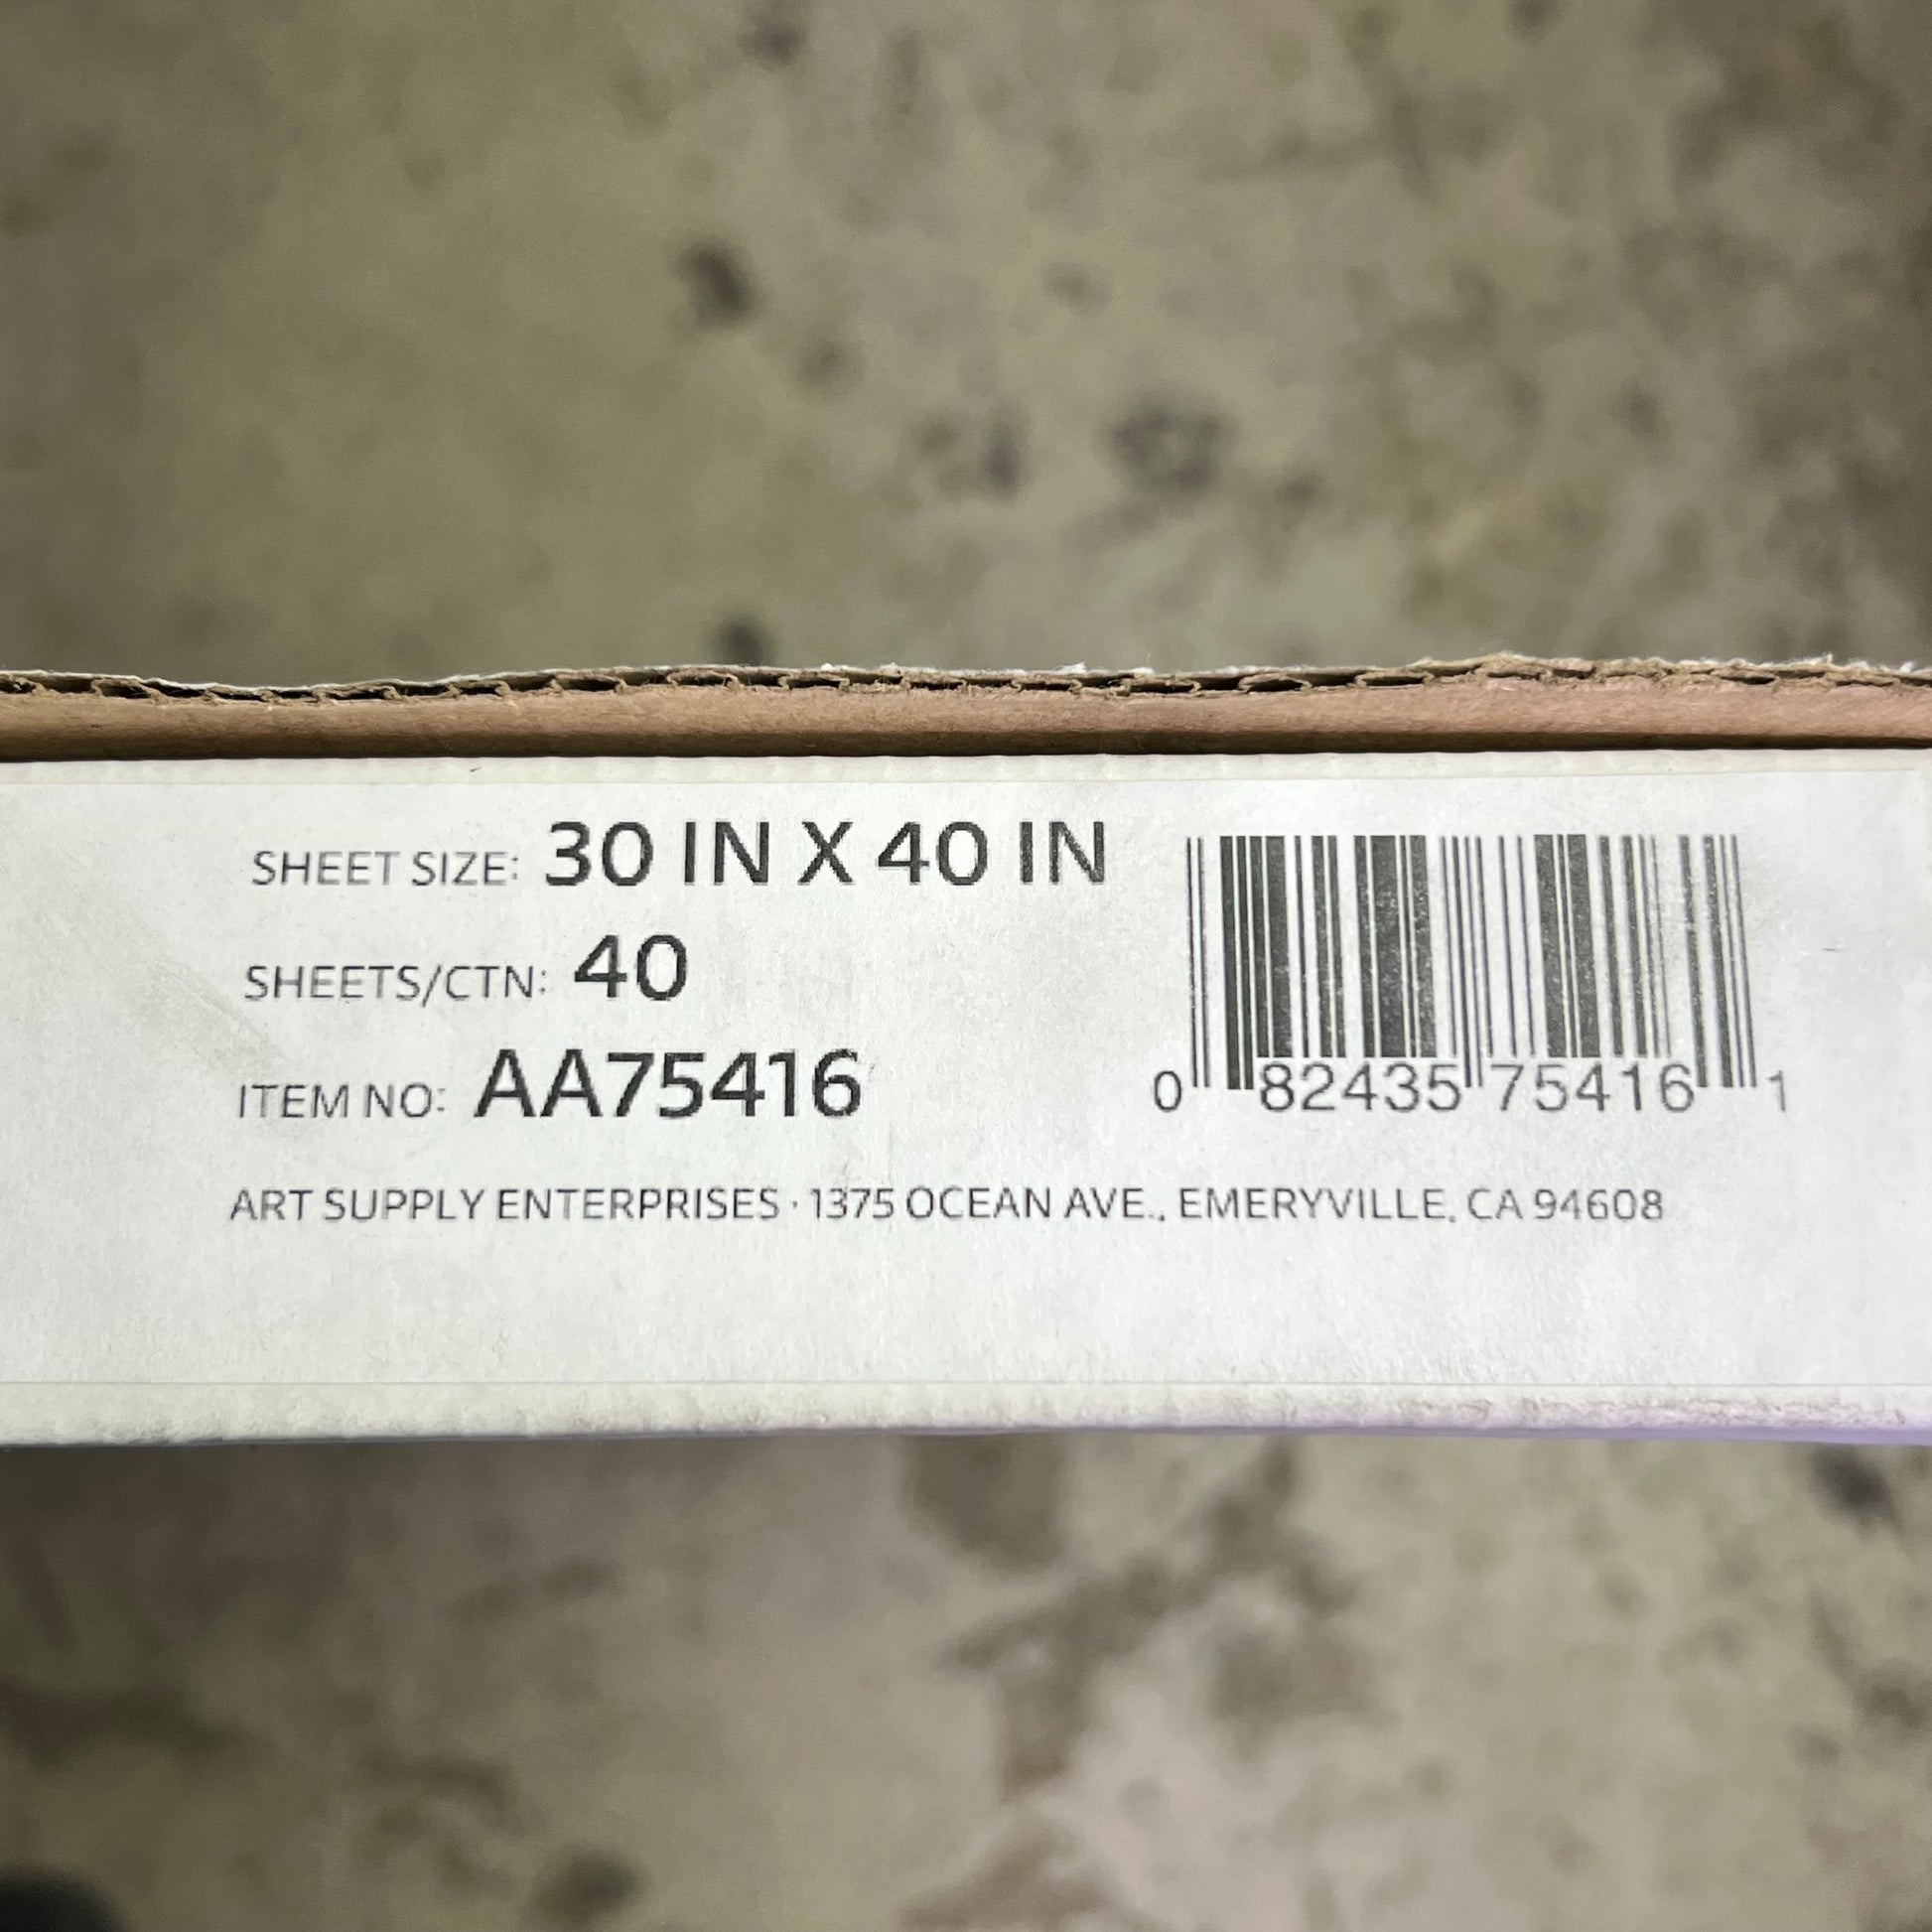 SHEET SIZE: 30 IN X 40 IN
SHEETS/CTN: 40
ITEM NO: AA75416
0 82435 75416 1
ART SUPPLY ENTERPRISES · 1375 OCEAN AVE., EMERYVILLE, CA 94608